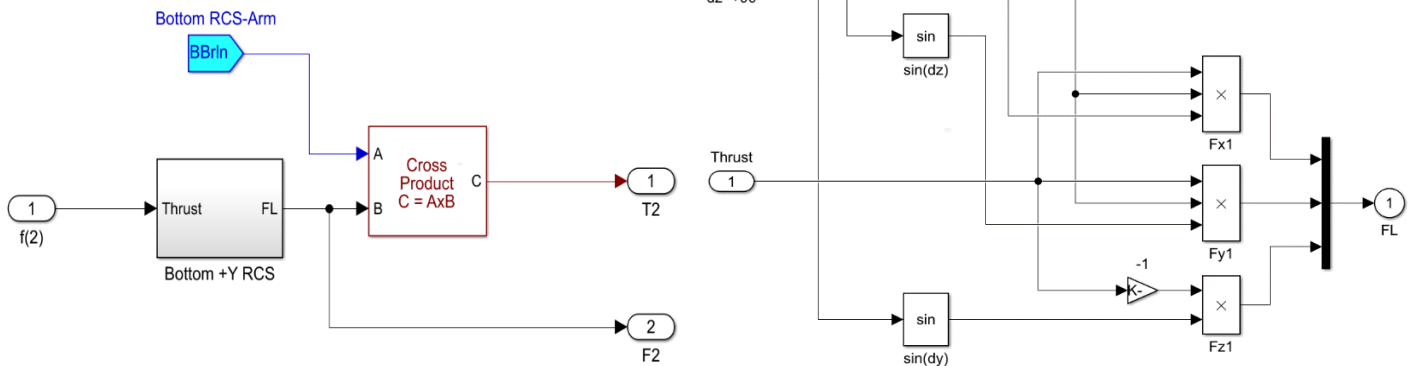 Bottom RCS-Arm
BBrIn
A
Cross
Product
C = AxB
C
B
1
T2
1
f(2)
Thrust
FL
Bottom +Y RCS
2
F2
sin
sin(dz)
×
Fx1
Thrust
1
×
Fy1
1
FL
-1
K-
×
Fz1
sin
sin(dy)